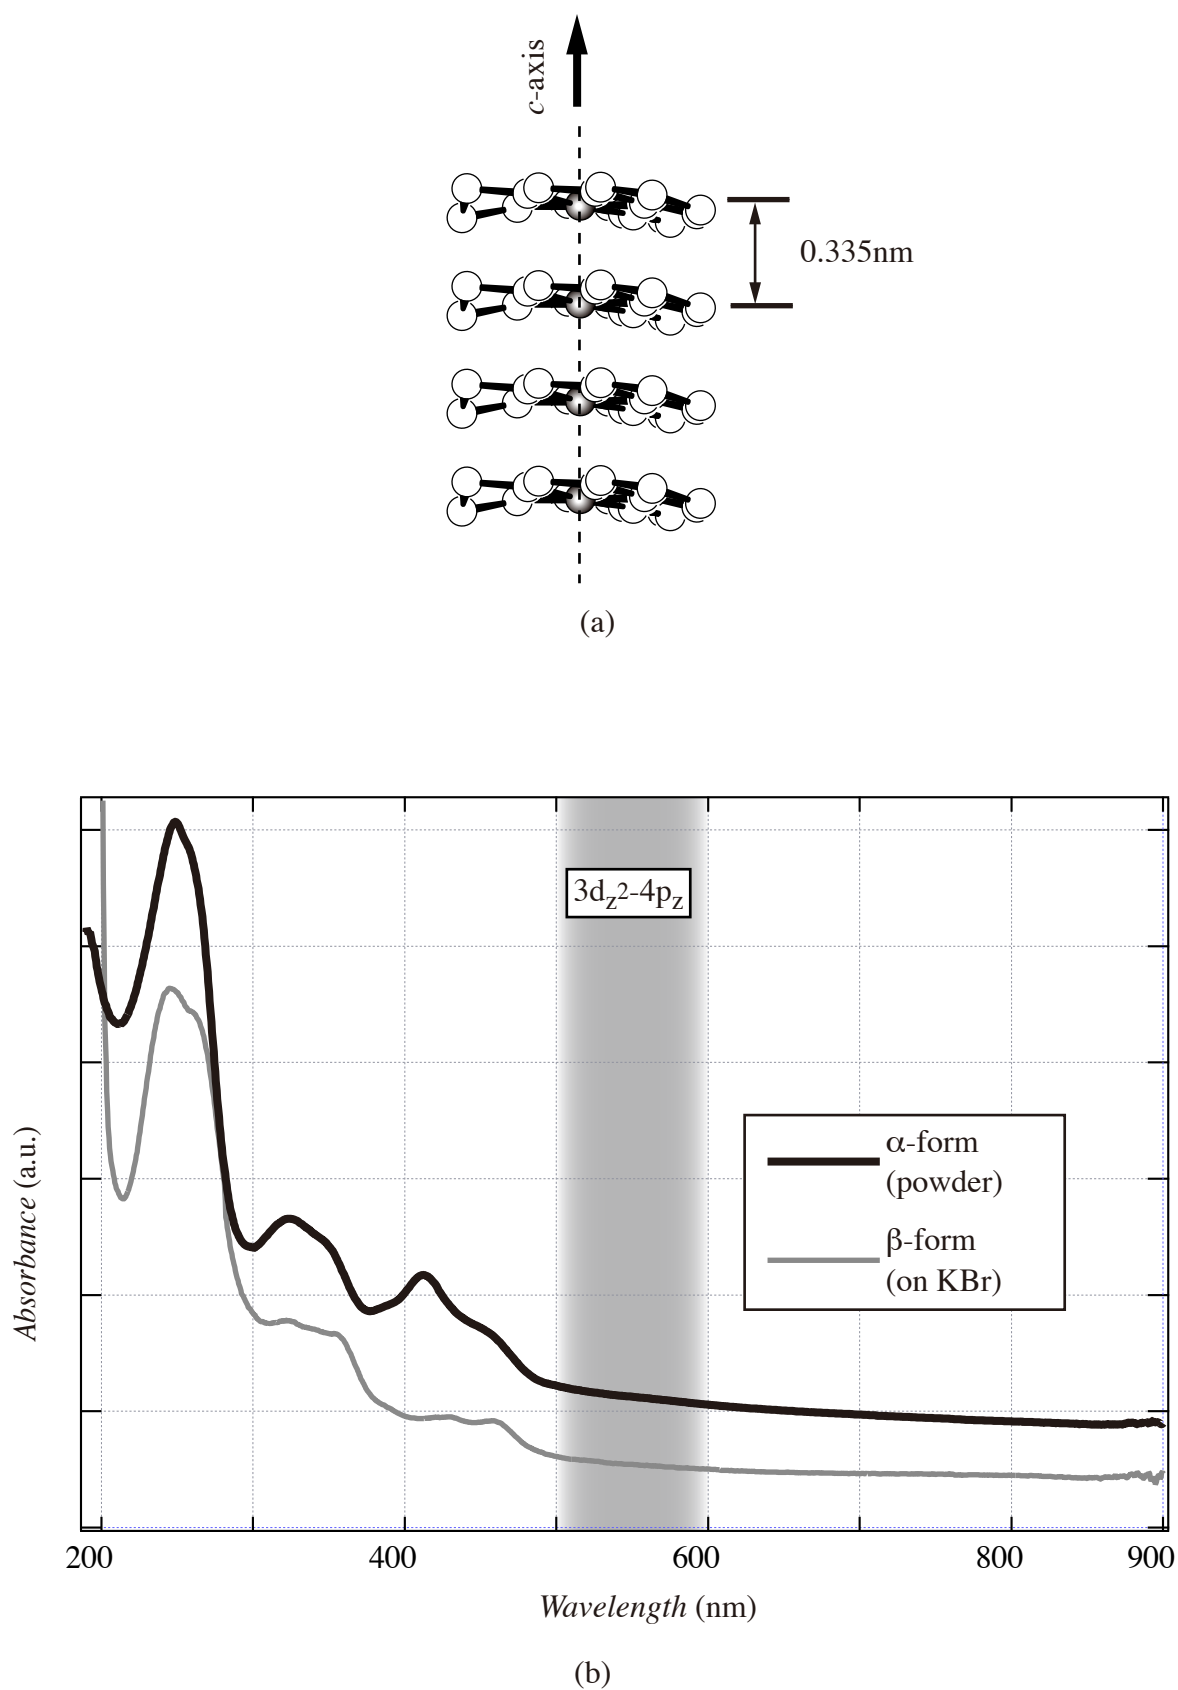 c-axis
0.335nm
(a)
3dz2-4pz
α-form
(powder)
β-form
(on KBr)
Absorbance (a.u.)
200 400 600 800 900
Wavelength (nm)
(b)